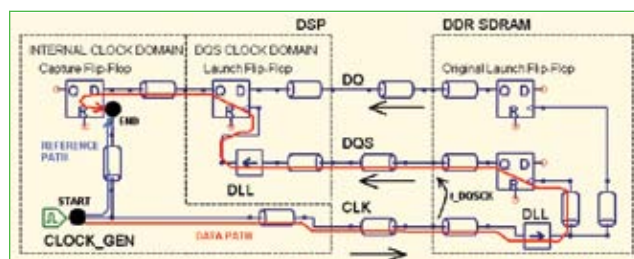 DSP
DDR SDRAM
INTERNAL CLOCK DOMAIN
DQS CLOCK DOMAIN
Capture Flip-Flop
Launch Flip-Flop
DQ
Original Launch Flip-Flop
D
R
D
R
D
R
END
REFERENCE
PATH
DQS
D
R
DLL
START
t_DQSCK
CLK
DLL
CLOCK_GEN
DATA PATH